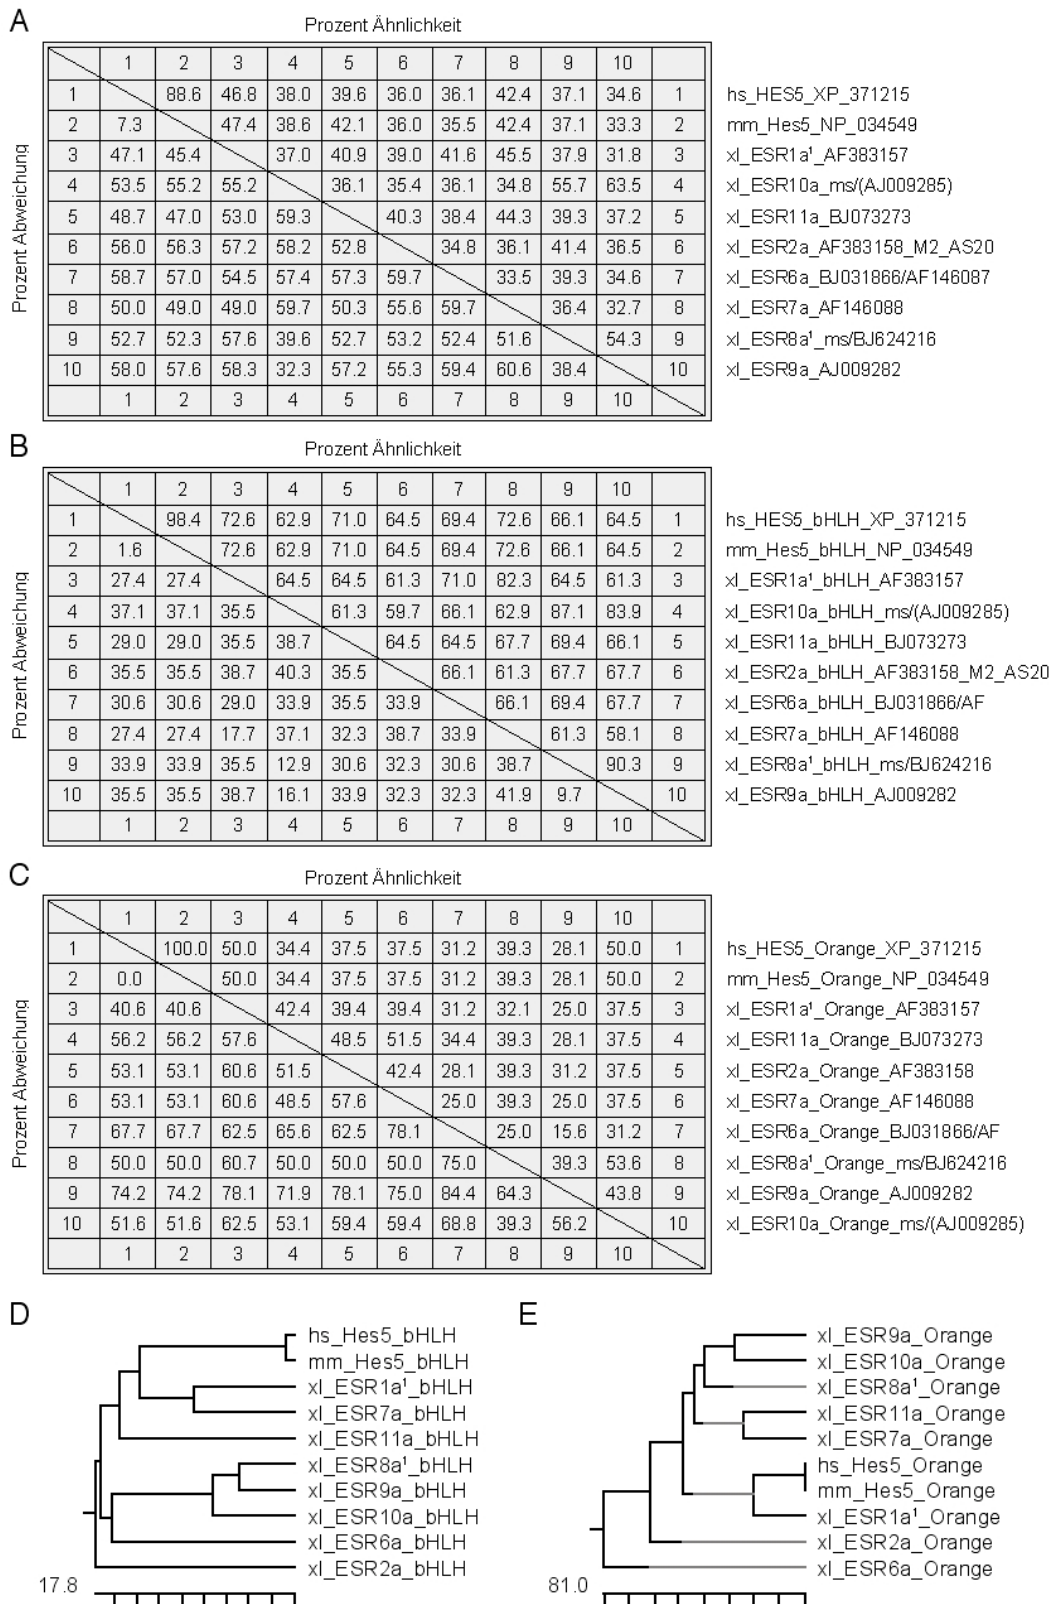 A
Prozent Ähnlichkeit
Prozent Abweichung
1 2 3 4 5 6 7 8 9 10
1 88.6 46.8 38.0 39.6 36.0 36.1 42.4 37.1 34.6 1 hs_HES5_XP_371215
2 7.3 47.4 38.6 42.1 36.0 35.5 42.4 37.1 33.3 2 mm_Hes5_NP_034549
3 47.1 45.4 37.0 40.9 39.0 41.6 45.5 37.9 31.8 3 xl_ESR1a¹_AF383157
4 53.5 55.2 55.2 36.1 35.4 36.1 34.8 55.7 63.5 4 xl_ESR10a_ms/(AJ009285)
5 48.7 47.0 53.0 59.3 40.3 38.4 44.3 39.3 37.2 5 xl_ESR11a_BJ073273
6 56.0 56.3 57.2 58.2 52.8 34.8 36.1 41.4 36.5 6 xl_ESR2a_AF383158_M2_AS20
7 58.7 57.0 54.5 57.4 57.3 59.7 33.5 39.3 34.6 7 xl_ESR6a_BJ031866/AF146087
8 50.0 49.0 49.0 59.7 50.3 55.6 59.7 36.4 32.7 8 xl_ESR7a_AF146088
9 52.7 52.3 57.6 39.6 52.7 53.2 52.4 51.6 54.3 9 xl_ESR8a¹_ms/BJ624216
10 58.0 57.6 58.3 32.3 57.2 55.3 59.4 60.6 38.4 10 xl_ESR9a_AJ009282
1 2 3 4 5 6 7 8 9 10
B
Prozent Ähnlichkeit
Prozent Abweichung
1 2 3 4 5 6 7 8 9 10
1 98.4 72.6 62.9 71.0 64.5 69.4 72.6 66.1 64.5 1 hs_HES5_bHLH_XP_371215
2 1.6 72.6 62.9 71.0 64.5 69.4 72.6 66.1 64.5 2 mm_Hes5_bHLH_NP_034549
3 27.4 27.4 64.5 64.5 61.3 71.0 82.3 64.5 61.3 3 xl_ESR1a¹_bHLH_AF383157
4 37.1 37.1 35.5 61.3 59.7 66.1 62.9 87.1 83.9 4 xl_ESR10a_bHLH_ms/(AJ009285)
5 29.0 29.0 35.5 38.7 64.5 64.5 67.7 69.4 66.1 5 xl_ESR11a_bHLH_BJ073273
6 35.5 35.5 38.7 40.3 35.5 66.1 61.3 67.7 67.7 6 xl_ESR2a_bHLH_AF383158_M2_AS20
7 30.6 30.6 29.0 33.9 35.5 33.9 66.1 69.4 67.7 7 xl_ESR6a_bHLH_BJ031866/AF
8 27.4 27.4 17.7 37.1 32.3 38.7 33.9 61.3 58.1 8 xl_ESR7a_bHLH_AF146088
9 33.9 33.9 35.5 12.9 30.6 32.3 30.6 38.7 90.3 9 xl_ESR8a¹_bHLH_ms/BJ624216
10 35.5 35.5 38.7 16.1 33.9 32.3 32.3 41.9 9.7 10 xl_ESR9a_bHLH_AJ009282
1 2 3 4 5 6 7 8 9 10
C
Prozent Ähnlichkeit
Prozent Abweichung
1 2 3 4 5 6 7 8 9 10
1 100.0 50.0 34.4 37.5 37.5 31.2 39.3 28.1 50.0 1 hs_HES5_Orange_XP_371215
2 0.0 50.0 34.4 37.5 37.5 31.2 39.3 28.1 50.0 2 mm_Hes5_Orange_NP_034549
3 40.6 40.6 42.4 39.4 39.4 31.2 32.1 25.0 37.5 3 xl_ESR1a¹_Orange_AF383157
4 56.2 56.2 57.6 48.5 51.5 34.4 39.3 28.1 37.5 4 xl_ESR11a_Orange_BJ073273
5 53.1 53.1 60.6 51.5 42.4 28.1 39.3 31.2 37.5 5 xl_ESR2a_Orange_AF383158
6 53.1 53.1 60.6 48.5 57.6 25.0 39.3 25.0 37.5 6 xl_ESR7a_Orange_AF146088
7 67.7 67.7 62.5 65.6 62.5 78.1 25.0 15.6 31.2 7 xl_ESR6a_Orange_BJ031866/AF
8 50.0 50.0 60.7 50.0 50.0 50.0 75.0 39.3 53.6 8 xl_ESR8a¹_Orange_ms/BJ624216
9 74.2 74.2 78.1 71.9 78.1 75.0 84.4 64.3 43.8 9 xl_ESR9a_Orange_AJ009282
10 51.6 51.6 62.5 53.1 59.4 59.4 68.8 39.3 56.2 10 xl_ESR10a_Orange_ms/(AJ009285)
1 2 3 4 5 6 7 8 9 10
D
hs_Hes5_bHLH
mm_Hes5_bHLH
xl_ESR1a¹_bHLH
xl_ESR7a_bHLH
xl_ESR11a_bHLH
xl_ESR8a¹_bHLH
xl_ESR9a_bHLH
xl_ESR10a_bHLH
xl_ESR6a_bHLH
xl_ESR2a_bHLH
17.8
E
xl_ESR9a_Orange
xl_ESR10a_Orange
xl_ESR8a¹_Orange
xl_ESR11a_Orange
xl_ESR7a_Orange
hs_Hes5_Orange
mm_Hes5_Orange
xl_ESR1a¹_Orange
xl_ESR2a_Orange
xl_ESR6a_Orange
81.0